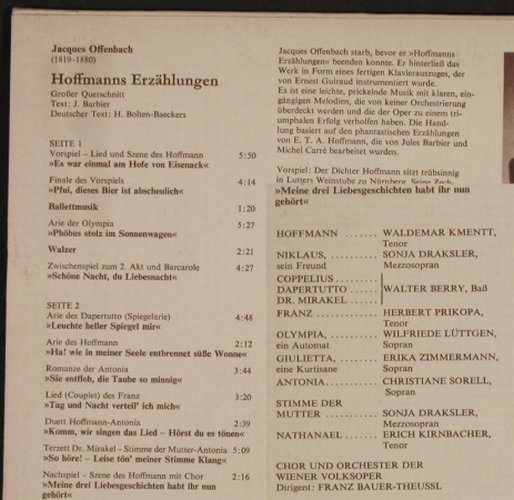 Jacques Offenbach
(1819–1880)
Hoffmanns Erzählungen
Großer Querschnitt
Text: J. Barbier
Deutscher Text: H. Bolten-Baeckers
SEITE 1
Vorspiel – Lied und Szene des Hoffmann 5:50
»Es war einmal am Hofe von Eisenack«
Finale des Vorspiels 4:14
»Pfui, dieses Bier ist abscheulich«
Ballettmusik 1:20
Arie der Olympia 5:27
»Phöbus stolz im Sonnenwagen«
Walzer 2:21
Zwischenspiel zum 2. Akt und Barcarole 4:27
»Schöne Nacht, du Liebesnacht«
SEITE 2
Arie des Dapertutto (Spiegelarie) 4:48
»Leuchte heller Spiegel mir«
Arie des Hoffmann 2:12
»Ha! wie in meiner Seele entbrennet süße Wonne«
Romanze der Antonia 3:44
»Sie entfloh, die Taube so minnig«
Lied (Couplet) des Franz 3:20
»Tag und Nacht verteil' ich mich«
Duett Hoffmann-Antonia 2:39
»Komm, wir singen das Lied – Hörst du es tönen«
Terzett Dr. Mirakel – Stimme der Mutter-Antonia 5:09
»So höre! – Leise tön' meiner Stimme Klang«
Nachspiel – Szene des Hoffmann mit Chor 2:16
»Meine drei Liebesgeschichten habt ihr nun
gehört«
Jacques Offenbach starb, bevor er »Hoffmanns
Erzählungen« beenden konnte. Er hinterließ das
Werk in Form eines fertigen Klavierauszuges, der
von Ernest Guiraud instrumentiert wurde.
Es ist eine leichte, prickelnde Musik mit klaren, ein-
gängigen Melodien, die von keiner Orchestrierung
überdeckt werden und die der Oper zu einem tri-
umphalen Erfolg verholfen haben. Die Hand-
lung basiert auf den phantastischen Erzählungen
von E. T. A. Hoffmann, die von Jules Barbier und
Michel Carré bearbeitet wurden.
Vorspiel: Der Dichter Hoffmann sitzt trübsinnig
in Lutters Weinstube zu Nürnberg. Seine
»Meine drei Liebesgeschichten habt ihr nun
gehört«
HOFFMANN ....... WALDEMAR KMENTT,
Tenor
NIKLAUS, .......... SONJA DRAKSLER,
sein Freund Mezzosopran
COPPELIUS ........
DAPERTUTTO ..... WALTER BERRY, Baß
DR. MIRAKEL .....
FRANZ ............. HERBERT PRIKOPA,
Tenor
OLYMPIA, .......... WILFRIEDE LÜTTGEN,
ein Automat Sopran
GIULIETTA, ........ ERIKA ZIMMERMANN,
eine Kurtisane Sopran
ANTONIA .......... CHRISTIANE SORELL,
Sopran
STIMME DER
MUTTER .......... SONJA DRAKSLER,
Mezzosopran
NATHANAEL ....... ERICH KIRNBACHER,
Tenor
CHOR UND ORCHESTER DER
WIENER VOLKSOPER
Dirigent: FRANZ BAUER-THEUSSL